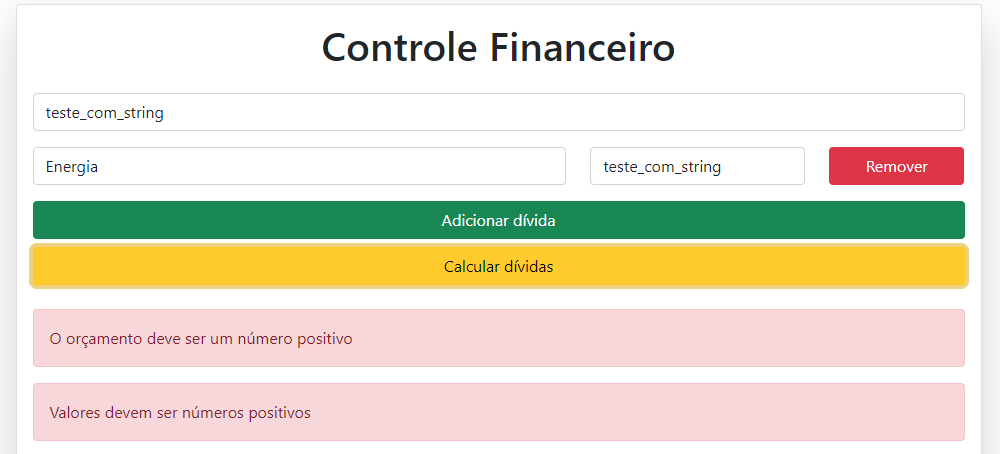 Controle Financeiro
teste_com_string
Energia
teste_com_string
Remover
Adicionar dívida
Calcular dívidas
O orçamento deve ser um número positivo
Valores devem ser números positivos